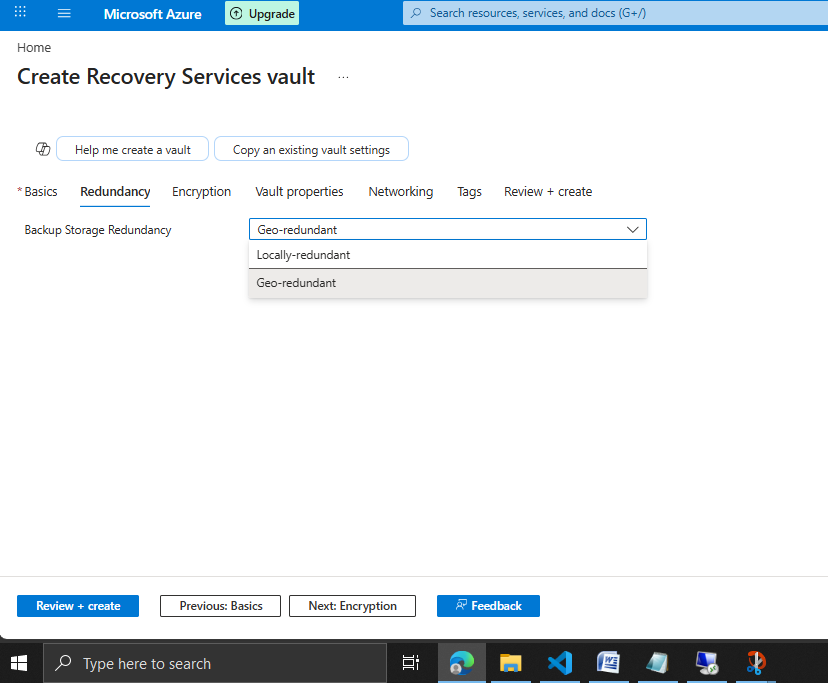 Microsoft Azure Upgrade Search resources, services, and docs (G+/)
Home
Create Recovery Services vault ...
Help me create a vault Copy an existing vault settings
* Basics Redundancy Encryption Vault properties Networking Tags Review + create
Backup Storage Redundancy Geo-redundant
Locally-redundant
Geo-redundant
Review + create Previous: Basics Next: Encryption Feedback
Type here to search